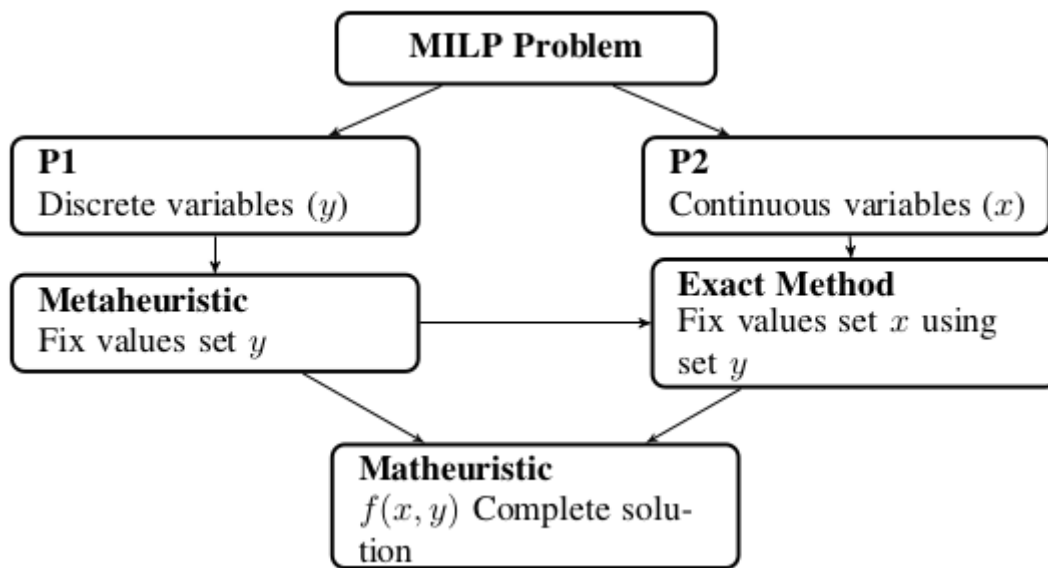 MILP Problem
P1
Discrete variables (y)
P2
Continuous variables (x)
Metaheuristic
Fix values set y
Exact Method
Fix values set x using
set y
Matheuristic
f(x, y) Complete solu-
tion